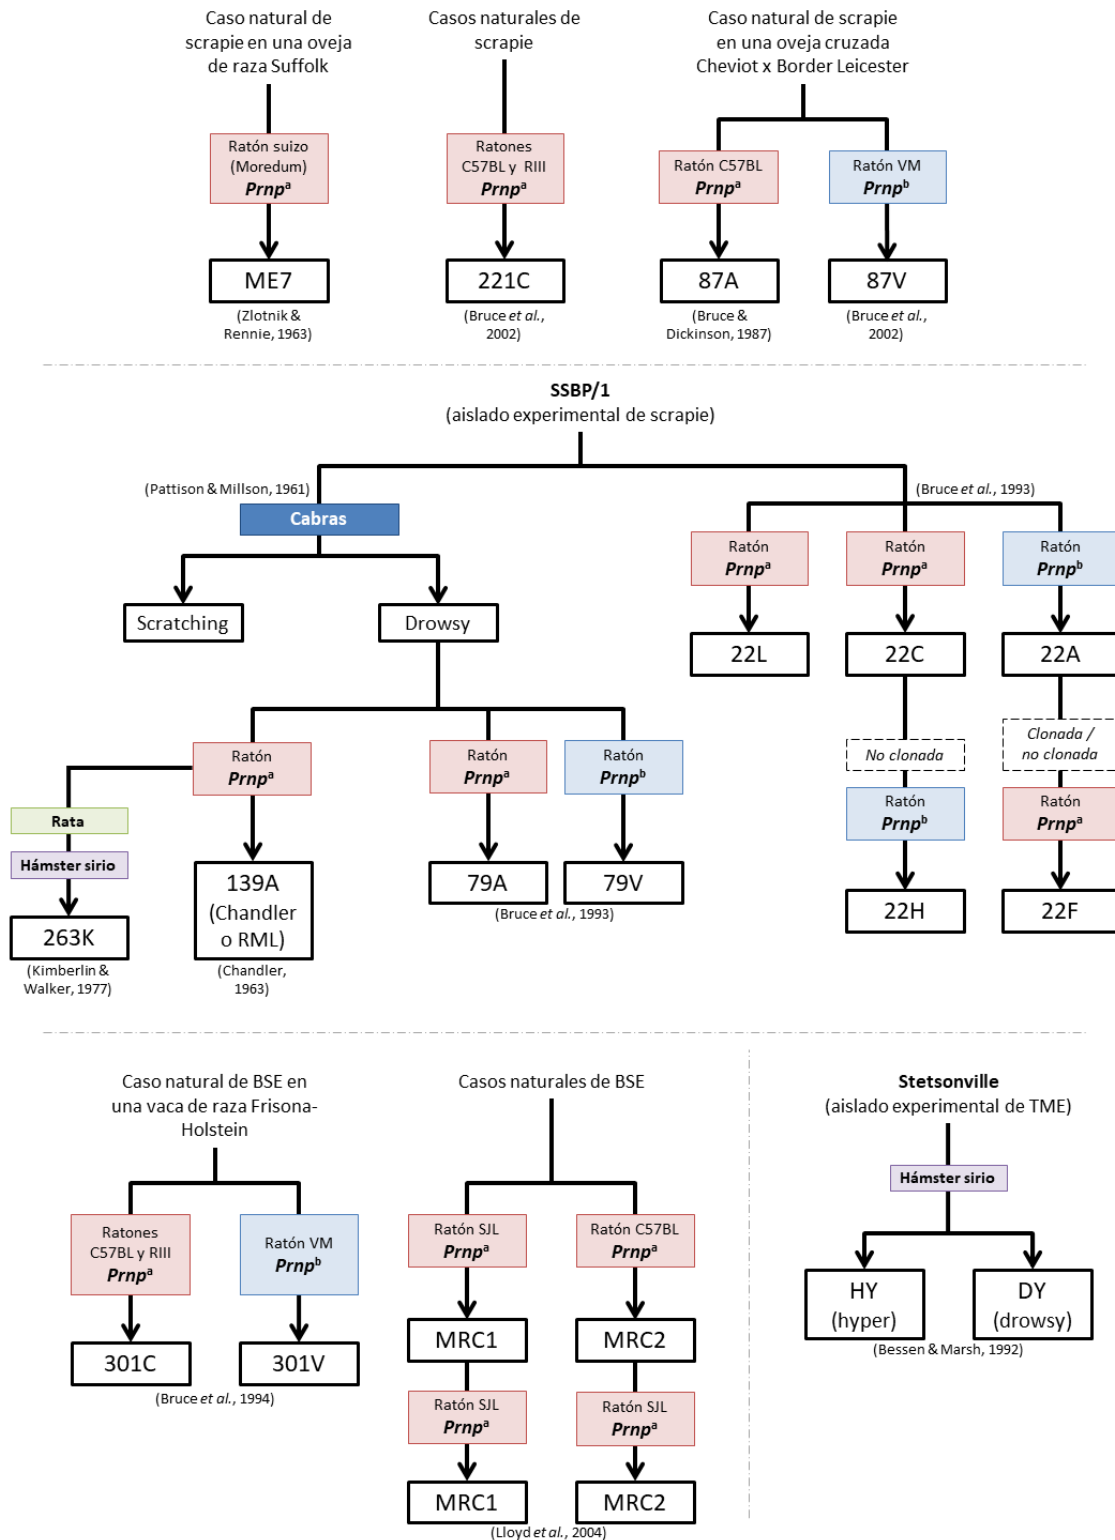 Caso natural de
scrapie en una oveja
de raza Suffolk
Casos naturales de
scrapie
Caso natural de scrapie
en una oveja cruzada
Cheviot x Border Leicester
Ratón suizo
(Moredum)
Prnpᵃ
Ratones
C57BL y RIII
Prnpᵃ
Ratón C57BL
Prnpᵃ
Ratón VM
Prnpᵇ
ME7
221C
87A
87V
(Zlotnik &
Rennie, 1963)
(Bruce et al.,
2002)
(Bruce &
Dickinson, 1987)
(Bruce et al.,
2002)
SSBP/1
(aislado experimental de scrapie)
(Pattison & Millson, 1961)
(Bruce et al., 1993)
Cabras
Scratching
Drowsy
Ratón
Prnpᵃ
Ratón
Prnpᵃ
Ratón
Prnpᵇ
22L
22C
22A
No clonada
Clonada /
no clonada
Ratón
Prnpᵃ
Ratón
Prnpᵃ
Ratón
Prnpᵇ
Ratón
Prnpᵇ
Ratón
Prnpᵃ
Rata
Hámster sirio
263K
(Kimberlin &
Walker, 1977)
139A
(Chandler
o RML)
(Chandler,
1963)
79A
79V
(Bruce et al., 1993)
22H
22F
Caso natural de BSE en
una vaca de raza Frisona-
Holstein
Casos naturales de BSE
Stetsonville
(aislado experimental de TME)
Hámster sirio
Ratones
C57BL y RIII
Prnpᵃ
Ratón VM
Prnpᵇ
Ratón SJL
Prnpᵃ
Ratón C57BL
Prnpᵃ
HY
(hyper)
DY
(drowsy)
(Bessen & Marsh, 1992)
301C
301V
(Bruce et al., 1994)
MRC1
MRC2
Ratón SJL
Prnpᵃ
Ratón SJL
Prnpᵃ
MRC1
MRC2
(Lloyd et al., 2004)